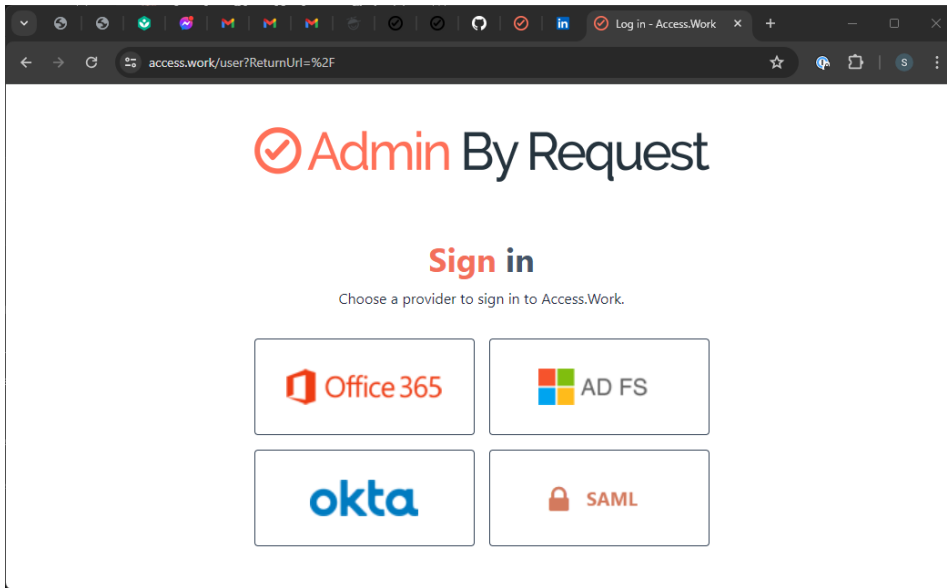 Log in - Access.Work
access.work/user?ReturnUrl=%2F
S
Admin By Request
Sign in
Choose a provider to sign in to Access.Work.
Office 365
AD FS
okta
SAML